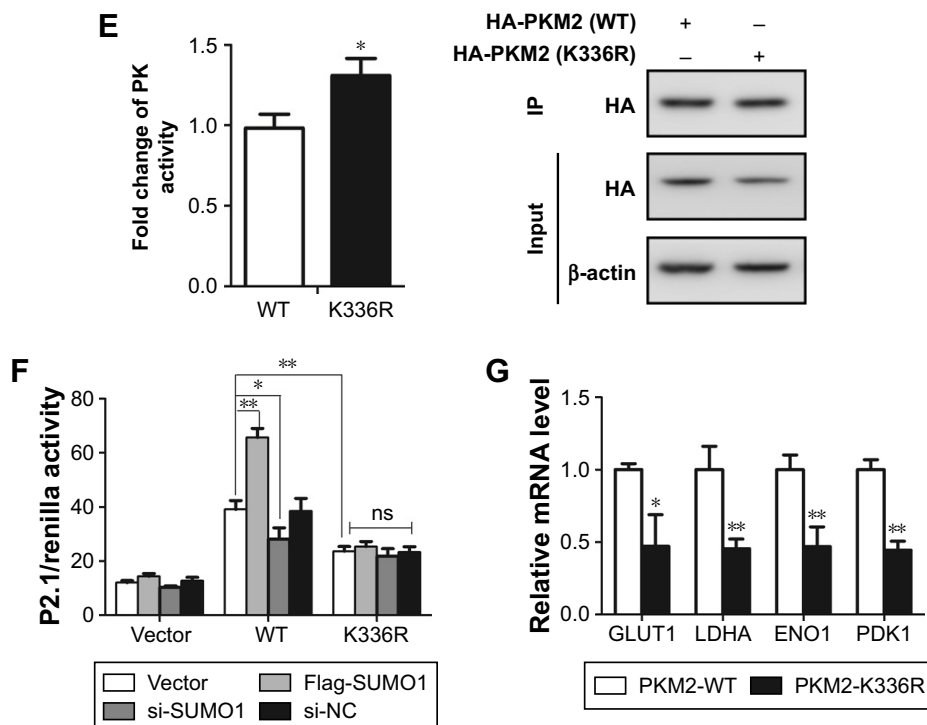 E
Fold change of PK
activity
1.5
1.0
0.5
0.0
*
WT
K336R
HA-PKM2 (WT) + –
HA-PKM2 (K336R) – +
IP
HA
Input
HA
β-actin
F
P2.1/renilla activity
80
60
40
20
0
**
*
**
ns
Vector
WT
K336R
Vector
Flag-SUMO1
si-SUMO1
si-NC
G
Relative mRNA level
1.5
1.0
0.5
0.0
*
**
**
**
GLUT1
LDHA
ENO1
PDK1
PKM2-WT
PKM2-K336R